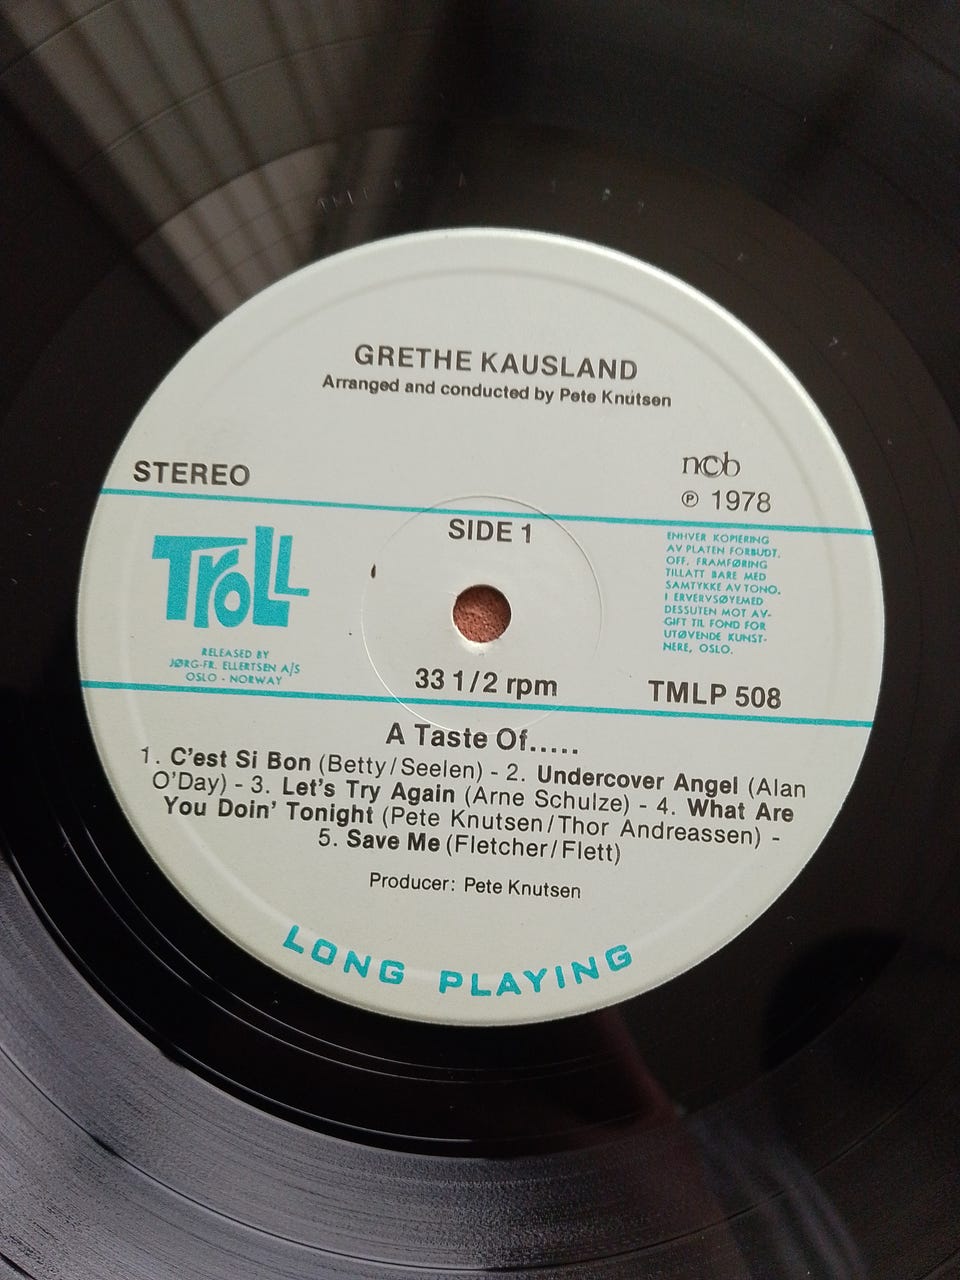 GRETHE KAUSLAND
Arranged and conducted by Pete Knutsen
STEREO
ncb
℗ 1978
SIDE 1
Troll
RELEASED BY
JØRG-FR. ELLERTSEN A/S
OSLO - NORWAY
ENHVER KOPIERING
AV PLATEN FORBUDT.
OFF. FRAMFØRING
TILLATT BARE MED
SAMTYKKE AV TONO.
I ERVERVSØYEMED
DESSUTEN MOT AV-
GIFT TIL FOND FOR
UTØVENDE KUNST-
NERE, OSLO.
33 1/2 rpm
TMLP 508
A Taste Of.....
1. C'est Si Bon (Betty/Seelen) - 2. Undercover Angel (Alan
O'Day) - 3. Let's Try Again (Arne Schulze) - 4. What Are
You Doin' Tonight (Pete Knutsen/Thor Andreassen) -
5. Save Me (Fletcher/Flett)
Producer: Pete Knutsen
LONG PLAYING